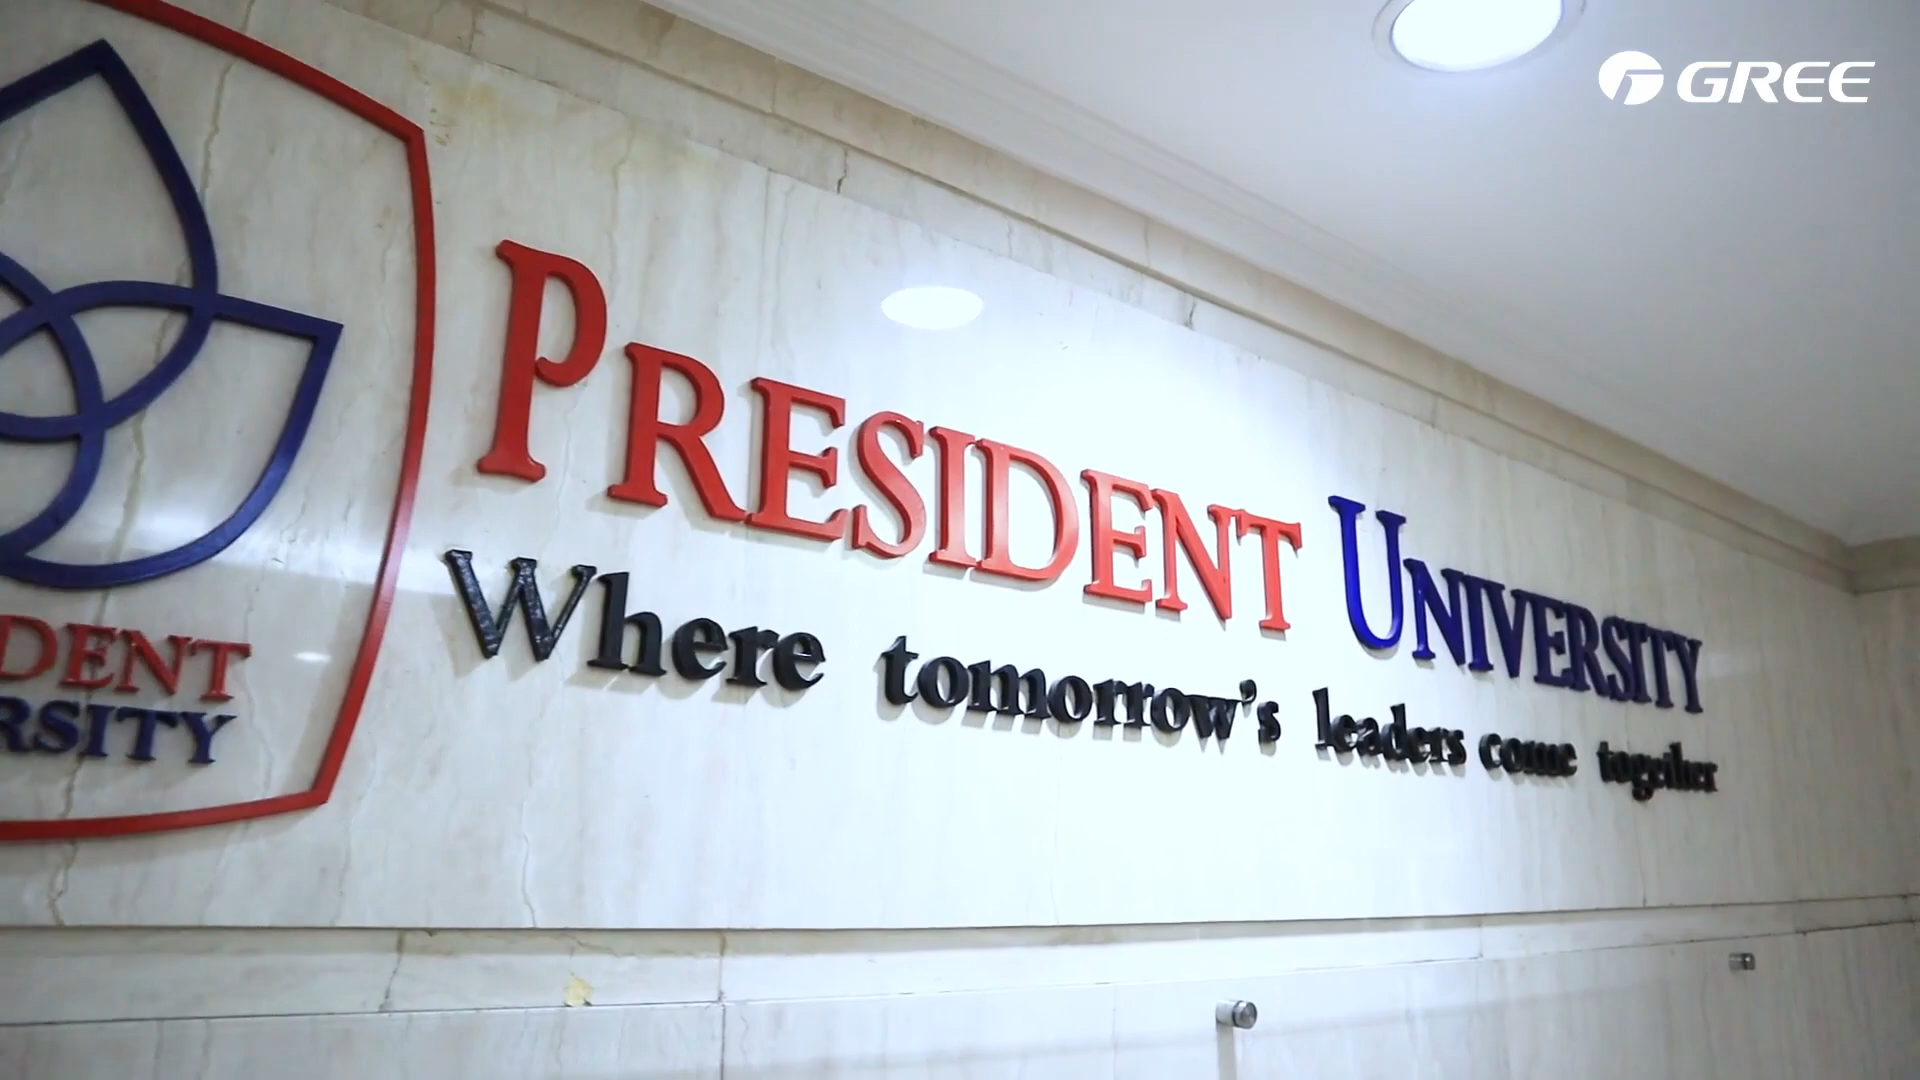 GREE
PRESIDENT UNIVERSITY
Where tomorrow's leaders come together
DENT
RSITY